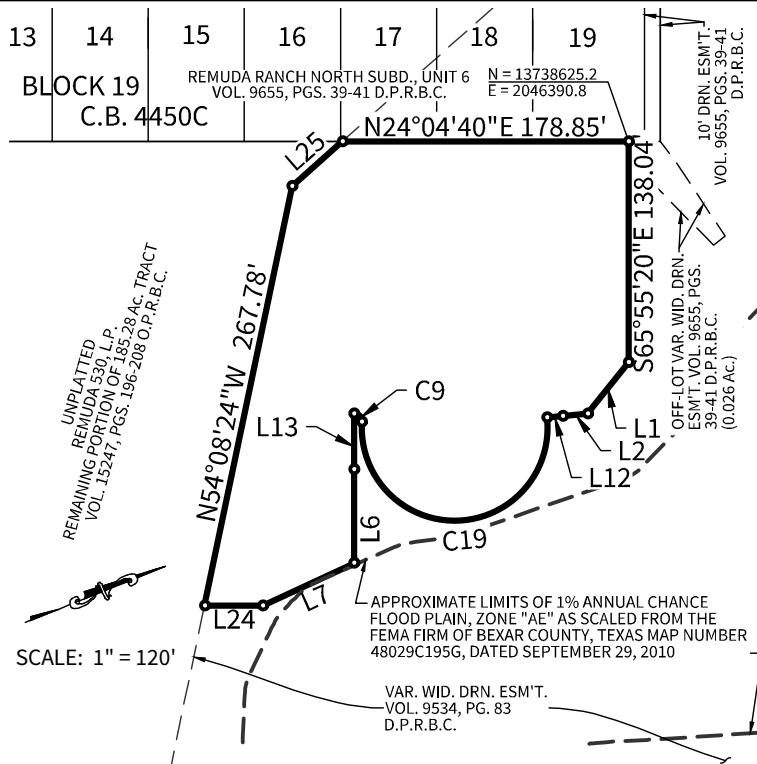 13 14 15 16 17 18 19
BLOCK 19
C.B. 4450C
REMUDA RANCH NORTH SUBD., UNIT 6
VOL. 9655, PGS. 39-41 D.P.R.B.C.
N = 13738625.2
E = 2046390.8
10' DRN. ESM'T.
VOL. 9655, PGS. 39-41
D.P.R.B.C.
N24°04'40"E 178.85'
L25
S65°55'20"E 138.04'
OFF-LOT VAR. WID. DRN.
ESM'T. VOL. 9655, PGS.
39-41 D.P.R.B.C.
(0.026 Ac.)
N54°08'24"W 267.78'
UNPLATTED
REMUDA 530, L.P.
REMAINING PORTION OF 185.28 Ac. TRACT
VOL. 15247, PGS. 196-208 O.P.R.B.C.
C9
L13
L1
L2
L12
L6
C19
L7
L24
APPROXIMATE LIMITS OF 1% ANNUAL CHANCE
FLOOD PLAIN, ZONE "AE" AS SCALED FROM THE
FEMA FIRM OF BEXAR COUNTY, TEXAS MAP NUMBER
48029C195G, DATED SEPTEMBER 29, 2010
SCALE: 1" = 120'
VAR. WID. DRN. ESM'T.
VOL. 9534, PG. 83
D.P.R.B.C.